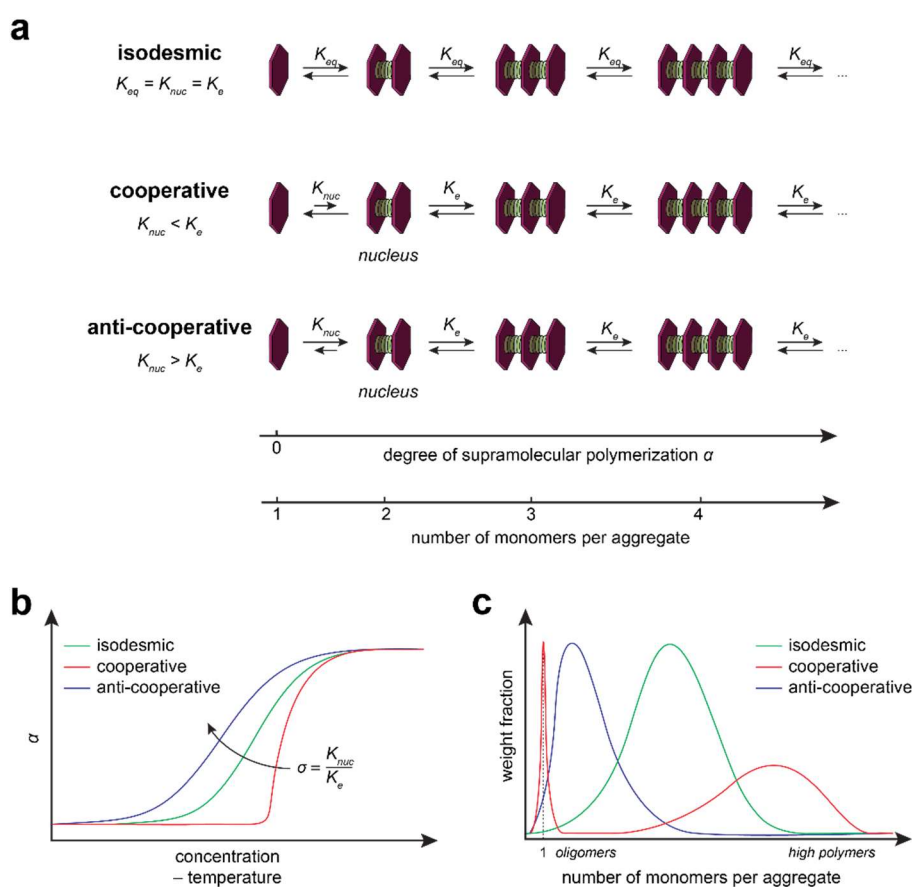 a
isodesmic
K_eq = K_nuc = K_e
K_eq K_eq K_eq K_eq
...
cooperative
K_nuc < K_e
K_nuc K_e K_e K_e
...
nucleus
anti-cooperative
K_nuc > K_e
K_nuc K_e K_e K_e
...
nucleus
0
degree of supramolecular polymerization α
1 2 3 4
number of monomers per aggregate
b
isodesmic
cooperative
anti-cooperative
α
σ = K_nuc / K_e
concentration
– temperature
c
isodesmic
cooperative
anti-cooperative
weight fraction
1 oligomers high polymers
number of monomers per aggregate